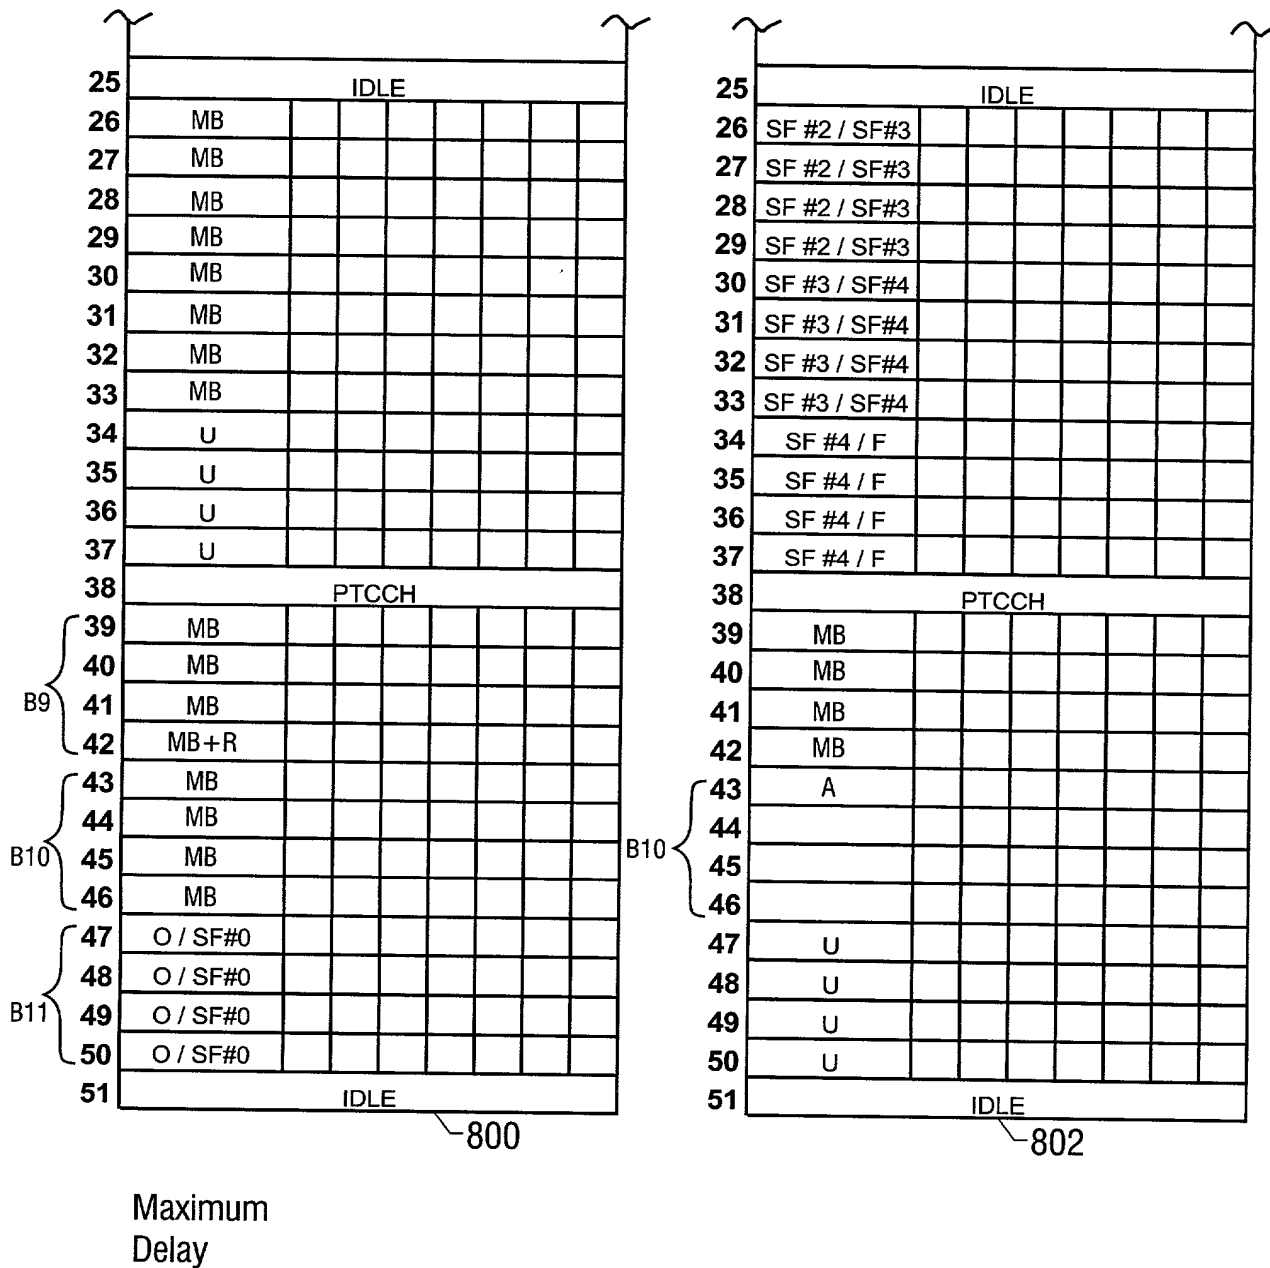 25 IDLE
26 MB
27 MB
28 MB
29 MB
30 MB
31 MB
32 MB
33 MB
34 U
35 U
36 U
37 U
38 PTCCH
B9
39 MB
40 MB
41 MB
42 MB+R
B10
43 MB
44 MB
45 MB
46 MB
B11
47 O / SF#0
48 O / SF#0
49 O / SF#0
50 O / SF#0
51 IDLE
800
25 IDLE
26 SF #2 / SF#3
27 SF #2 / SF#3
28 SF #2 / SF#3
29 SF #2 / SF#3
30 SF #3 / SF#4
31 SF #3 / SF#4
32 SF #3 / SF#4
33 SF #3 / SF#4
34 SF #4 / F
35 SF #4 / F
36 SF #4 / F
37 SF #4 / F
38 PTCCH
39 MB
40 MB
41 MB
42 MB
B10
43 A
44
45
46
47 U
48 U
49 U
50 U
51 IDLE
802
Maximum
Delay